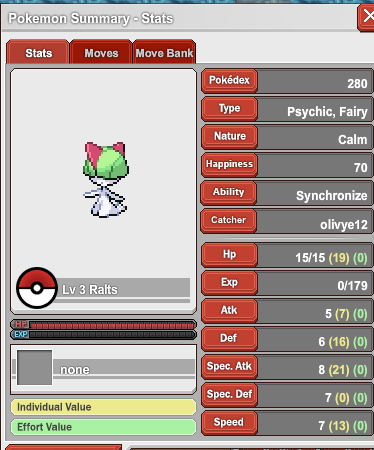 Pokemon Summary - Stats
Stats Moves Move Bank
Pokédex 280
Type Psychic, Fairy
Nature Calm
Happiness 70
Ability Synchronize
Catcher olivye12
Lv 3 Ralts
HP
EXP
none
Individual Value
Effort Value
Hp 15/15 (19) (0)
Exp 0/179
Atk 5 (7) (0)
Def 6 (16) (0)
Spec. Atk 8 (21) (0)
Spec. Def 7 (0) (0)
Speed 7 (13) (0)